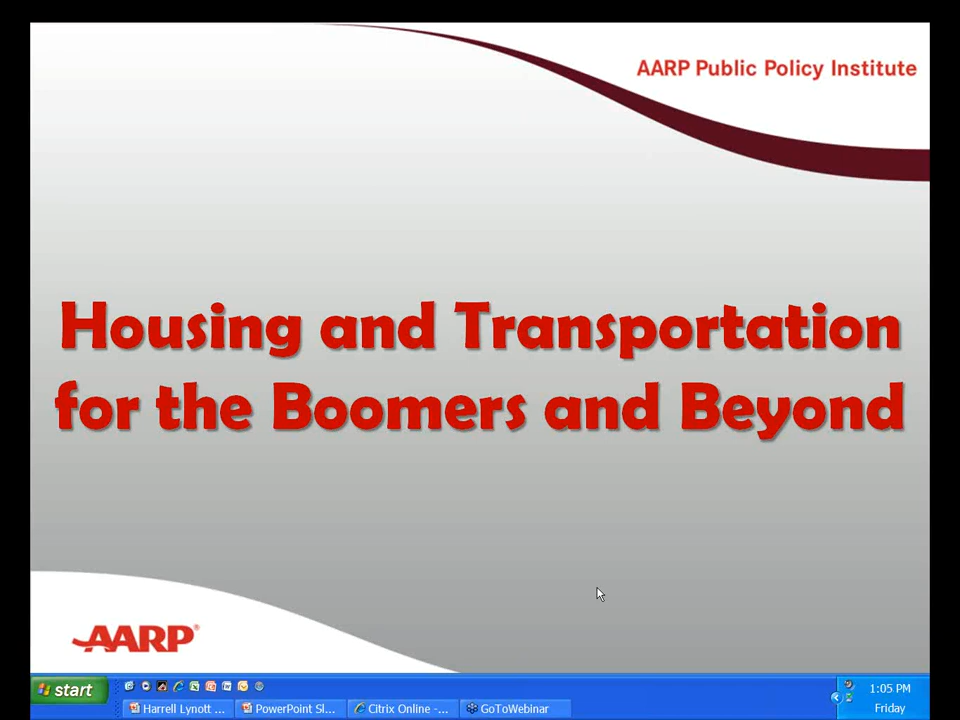 AARP Public Policy Institute
Housing and Transportation
for the Boomers and Beyond
AARP®
start
Harrell Lynott ...
PowerPoint Sl...
Citrix Online -...
GoToWebinar
1:05 PM
Friday